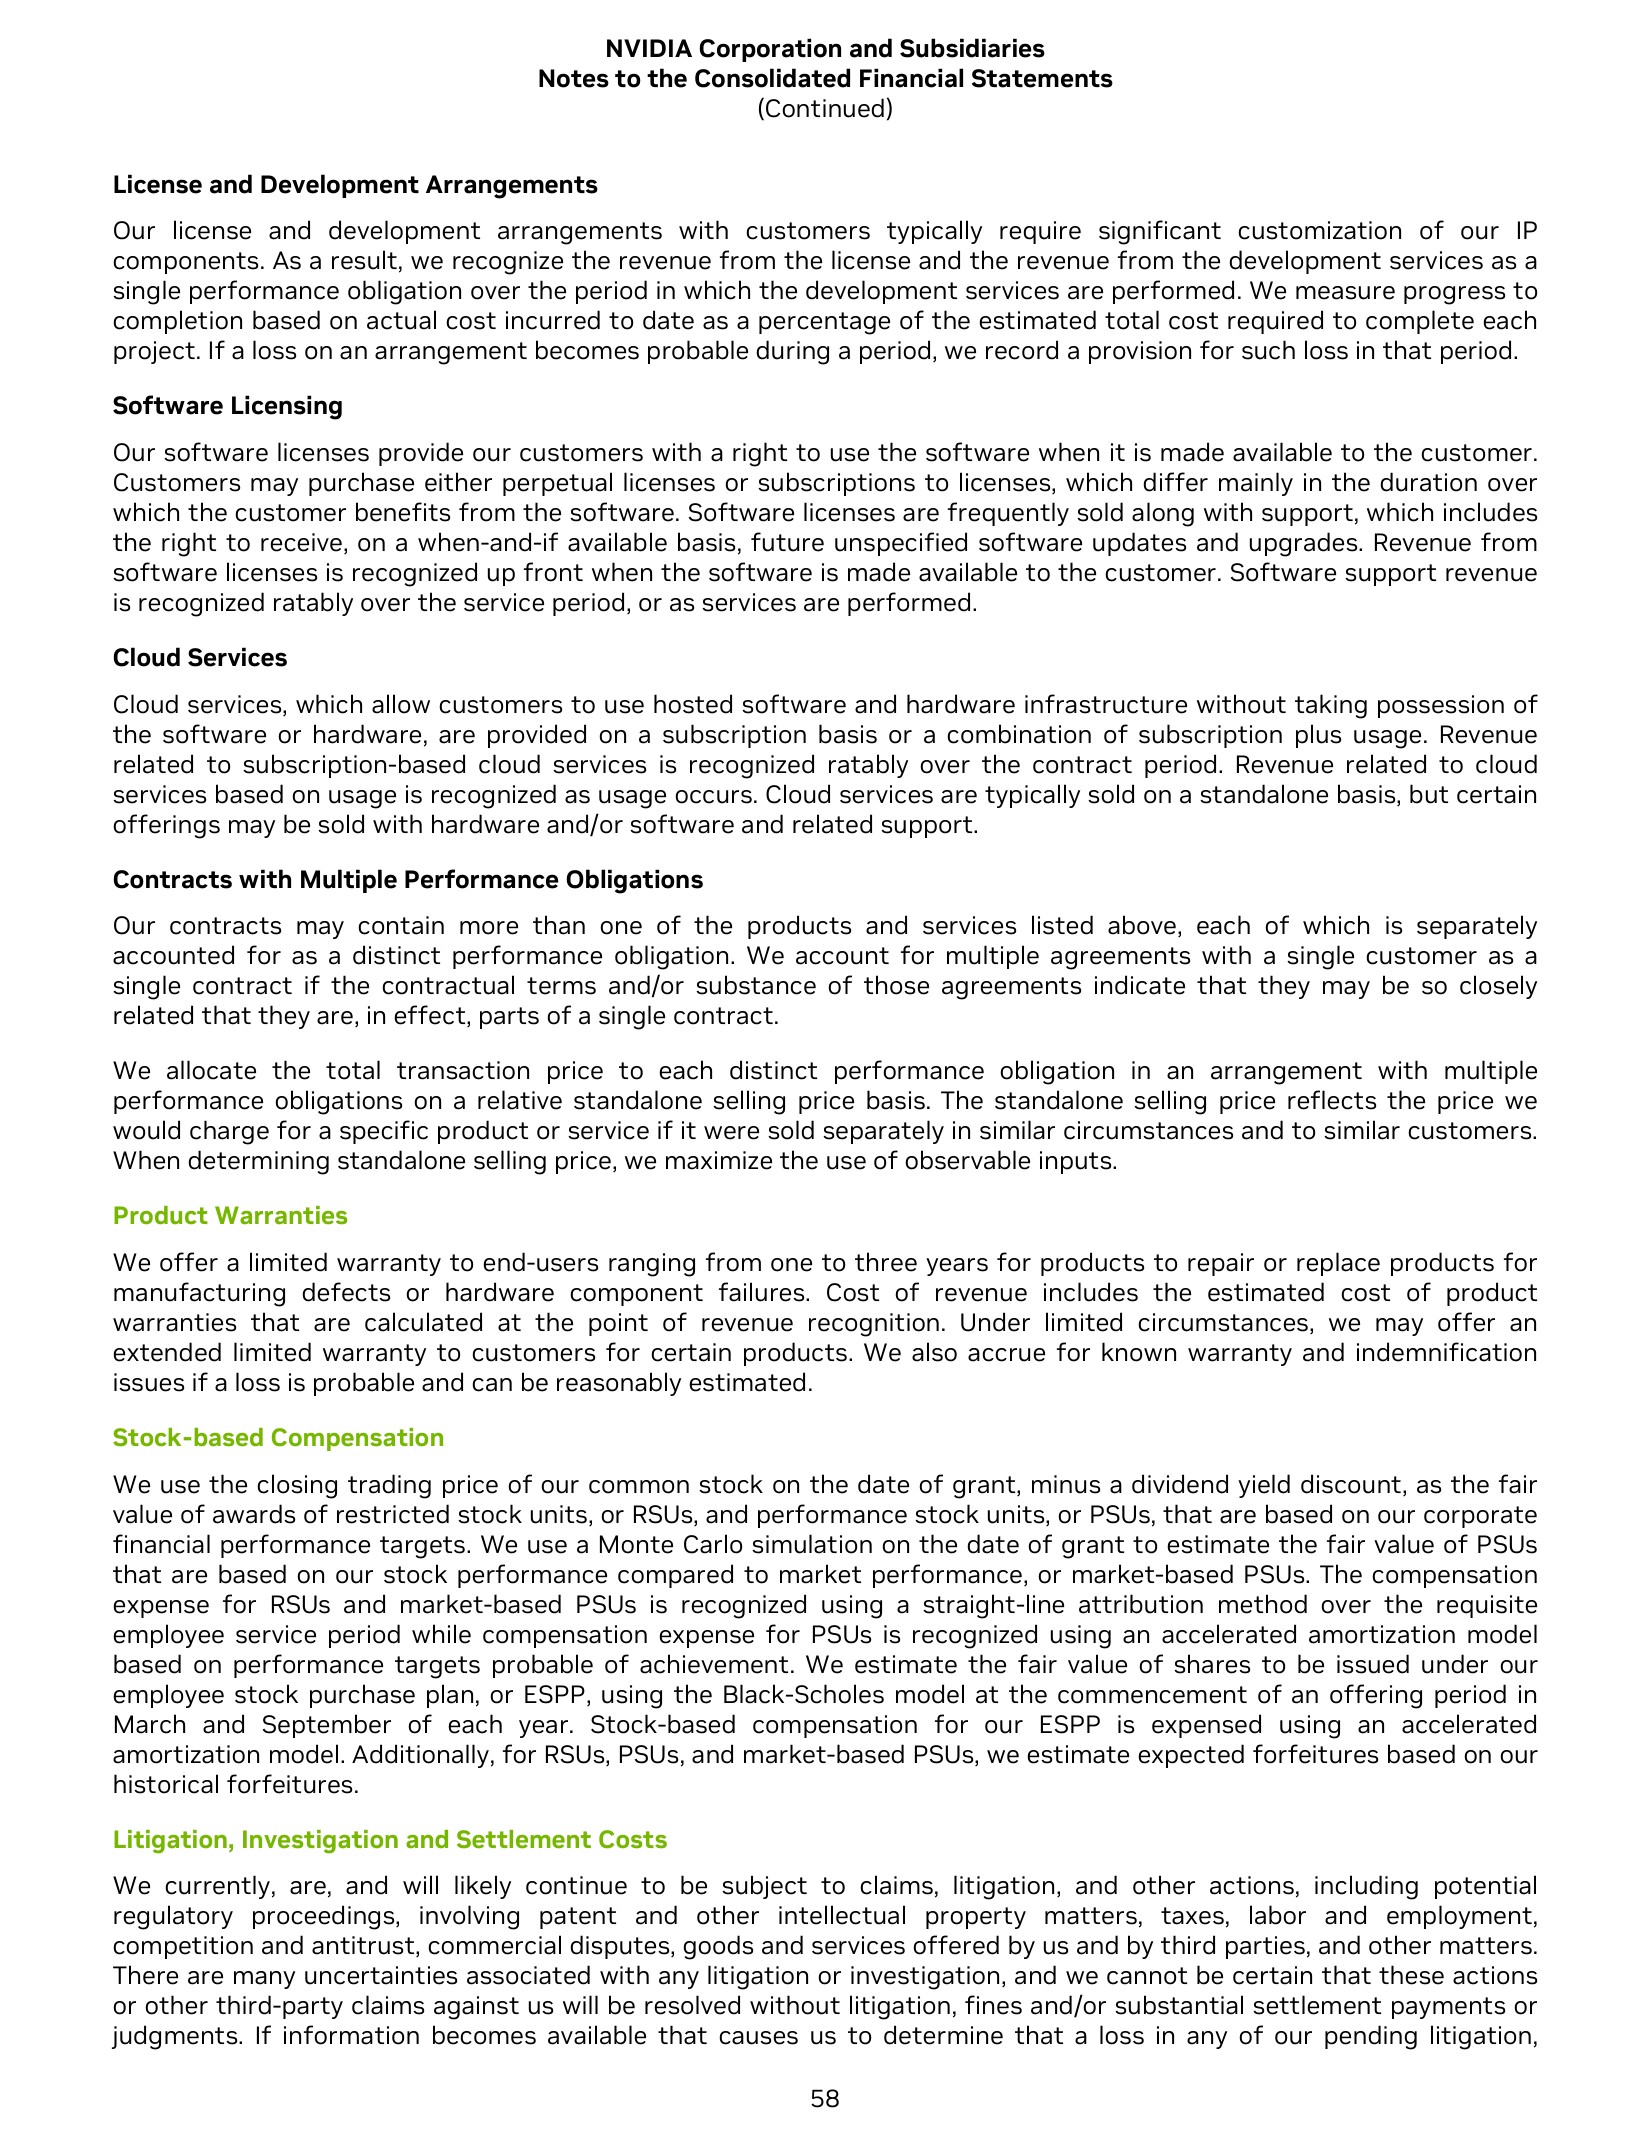 NVIDIA Corporation and Subsidiaries
Notes to the Consolidated Financial Statements
(Continued)
License and Development Arrangements
Our license and development arrangements with customers typically require significant customization of our IP
components. As a result, we recognize the revenue from the license and the revenue from the development services as a
single performance obligation over the period in which the development services are performed. We measure progress to
completion based on actual cost incurred to date as a percentage of the estimated total cost required to complete each
project. If a loss on an arrangement becomes probable during a period, we record a provision for such loss in that period.
Software Licensing
Our software licenses provide our customers with a right to use the software when it is made available to the customer.
Customers may purchase either perpetual licenses or subscriptions to licenses, which differ mainly in the duration over
which the customer benefits from the software. Software licenses are frequently sold along with support, which includes
the right to receive, on a when-and-if available basis, future unspecified software updates and upgrades. Revenue from
software licenses is recognized up front when the software is made available to the customer. Software support revenue
is recognized ratably over the service period, or as services are performed.
Cloud Services
Cloud services, which allow customers to use hosted software and hardware infrastructure without taking possession of
the software or hardware, are provided on a subscription basis or a combination of subscription plus usage. Revenue
related to subscription-based cloud services is recognized ratably over the contract period. Revenue related to cloud
services based on usage is recognized as usage occurs. Cloud services are typically sold on a standalone basis, but certain
offerings may be sold with hardware and/or software and related support.
Contracts with Multiple Performance Obligations
Our contracts may contain more than one of the products and services listed above, each of which is separately
accounted for as a distinct performance obligation. We account for multiple agreements with a single customer as a
single contract if the contractual terms and/or substance of those agreements indicate that they may be so closely
related that they are, in effect, parts of a single contract.
We allocate the total transaction price to each distinct performance obligation in an arrangement with multiple
performance obligations on a relative standalone selling price basis. The standalone selling price reflects the price we
would charge for a specific product or service if it were sold separately in similar circumstances and to similar customers.
When determining standalone selling price, we maximize the use of observable inputs.
Product Warranties
We offer a limited warranty to end-users ranging from one to three years for products to repair or replace products for
manufacturing defects or hardware component failures. Cost of revenue includes the estimated cost of product
warranties that are calculated at the point of revenue recognition. Under limited circumstances, we may offer an
extended limited warranty to customers for certain products. We also accrue for known warranty and indemnification
issues if a loss is probable and can be reasonably estimated.
Stock-based Compensation
We use the closing trading price of our common stock on the date of grant, minus a dividend yield discount, as the fair
value of awards of restricted stock units, or RSUs, and performance stock units, or PSUs, that are based on our corporate
financial performance targets. We use a Monte Carlo simulation on the date of grant to estimate the fair value of PSUs
that are based on our stock performance compared to market performance, or market-based PSUs. The compensation
expense for RSUs and market-based PSUs is recognized using a straight-line attribution method over the requisite
employee service period while compensation expense for PSUs is recognized using an accelerated amortization model
based on performance targets probable of achievement. We estimate the fair value of shares to be issued under our
employee stock purchase plan, or ESPP, using the Black-Scholes model at the commencement of an offering period in
March and September of each year. Stock-based compensation for our ESPP is expensed using an accelerated
amortization model. Additionally, for RSUs, PSUs, and market-based PSUs, we estimate expected forfeitures based on our
historical forfeitures.
Litigation, Investigation and Settlement Costs
We currently, are, and will likely continue to be subject to claims, litigation, and other actions, including potential
regulatory proceedings, involving patent and other intellectual property matters, taxes, labor and employment,
competition and antitrust, commercial disputes, goods and services offered by us and by third parties, and other matters.
There are many uncertainties associated with any litigation or investigation, and we cannot be certain that these actions
or other third-party claims against us will be resolved without litigation, fines and/or substantial settlement payments or
judgments. If information becomes available that causes us to determine that a loss in any of our pending litigation,
58